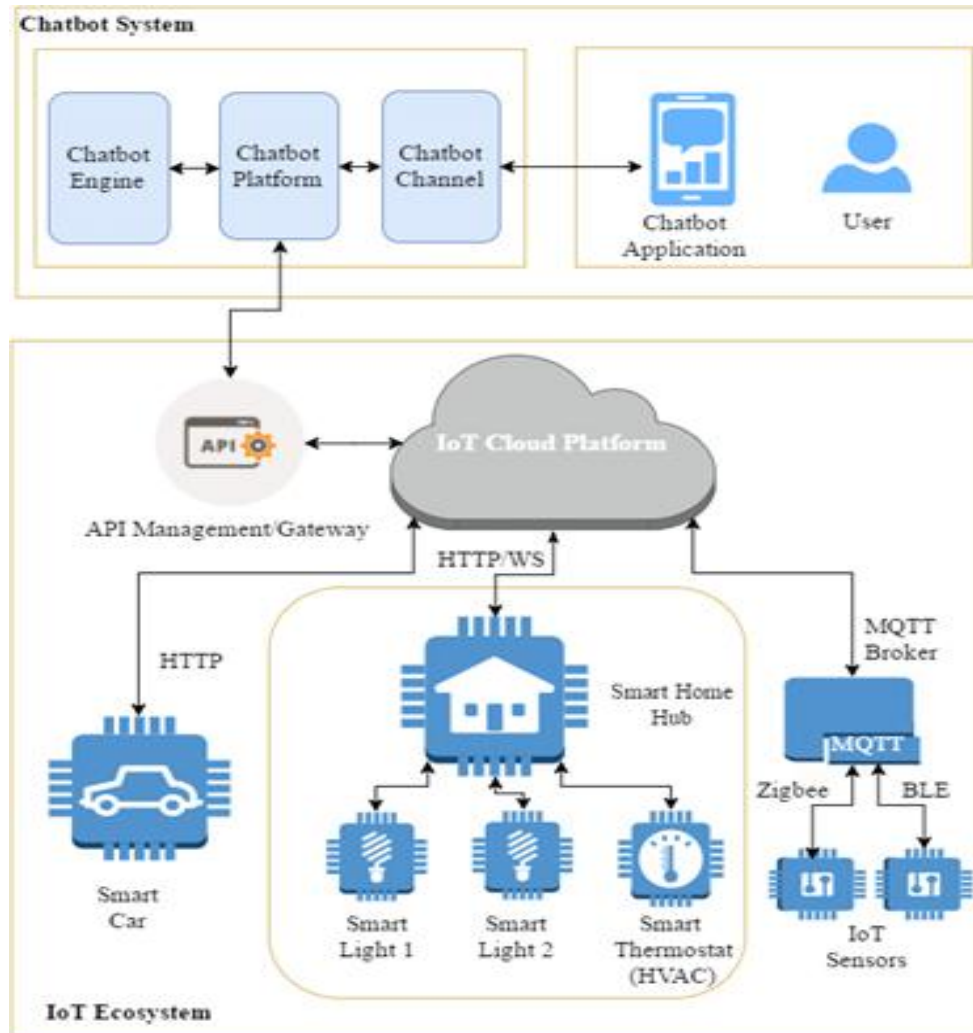 Chatbot System
Chatbot
Engine
Chatbot
Platform
Chatbot
Channel
Chatbot
Application
User
API
IoT Cloud Platform
API Management/Gateway
HTTP/WS
HTTP
MQTT
Broker
Smart Home
Hub
MQTT
Zigbee
BLE
Smart
Car
Smart
Light 1
Smart
Light 2
Smart
Thermostat
(HVAC)
IoT
Sensors
IoT Ecosystem